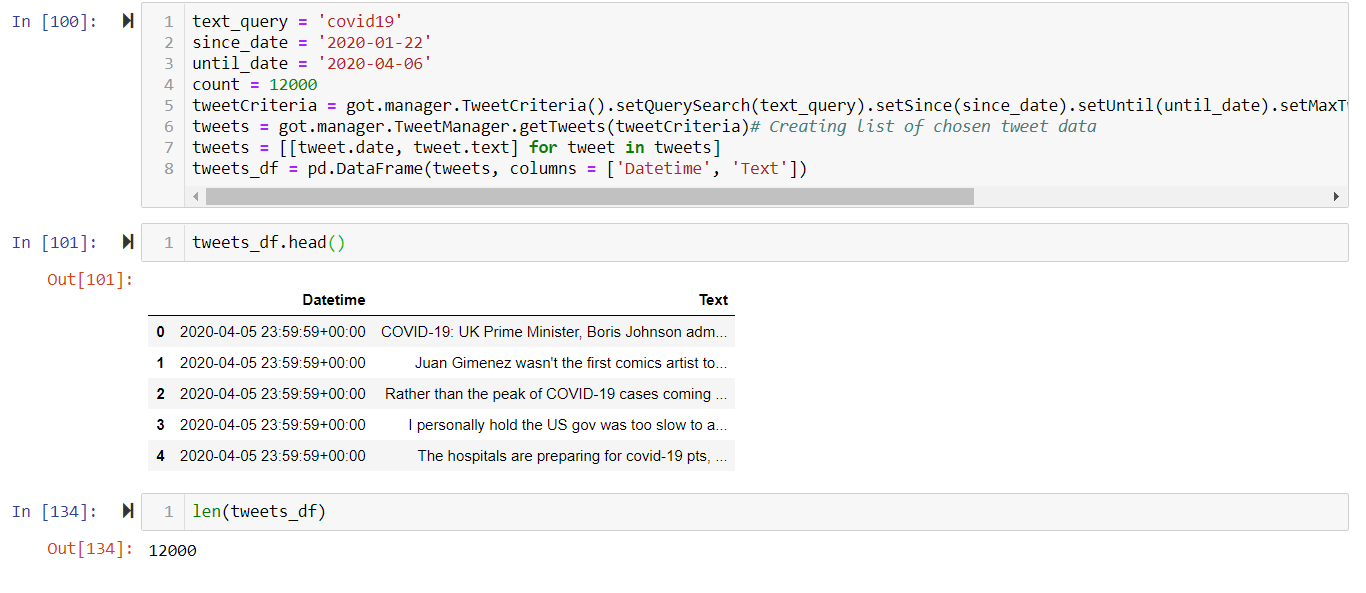 In [100]:
1 text_query = 'covid19'
2 since_date = '2020-01-22'
3 until_date = '2020-04-06'
4 count = 12000
5 tweetCriteria = got.manager.TweetCriteria().setQuerySearch(text_query).setSince(since_date).setUntil(until_date).setMaxTw
6 tweets = got.manager.TweetManager.getTweets(tweetCriteria)# Creating list of chosen tweet data
7 tweets = [[tweet.date, tweet.text] for tweet in tweets]
8 tweets_df = pd.DataFrame(tweets, columns = ['Datetime', 'Text'])
In [101]:
1 tweets_df.head()
Out[101]:
Datetime Text
0 2020-04-05 23:59:59+00:00 COVID-19: UK Prime Minister, Boris Johnson adm...
1 2020-04-05 23:59:59+00:00 Juan Gimenez wasn't the first comics artist to...
2 2020-04-05 23:59:59+00:00 Rather than the peak of COVID-19 cases coming ...
3 2020-04-05 23:59:59+00:00 I personally hold the US gov was too slow to a...
4 2020-04-05 23:59:59+00:00 The hospitals are preparing for covid-19 pts, ...
In [134]:
1 len(tweets_df)
Out[134]:
12000